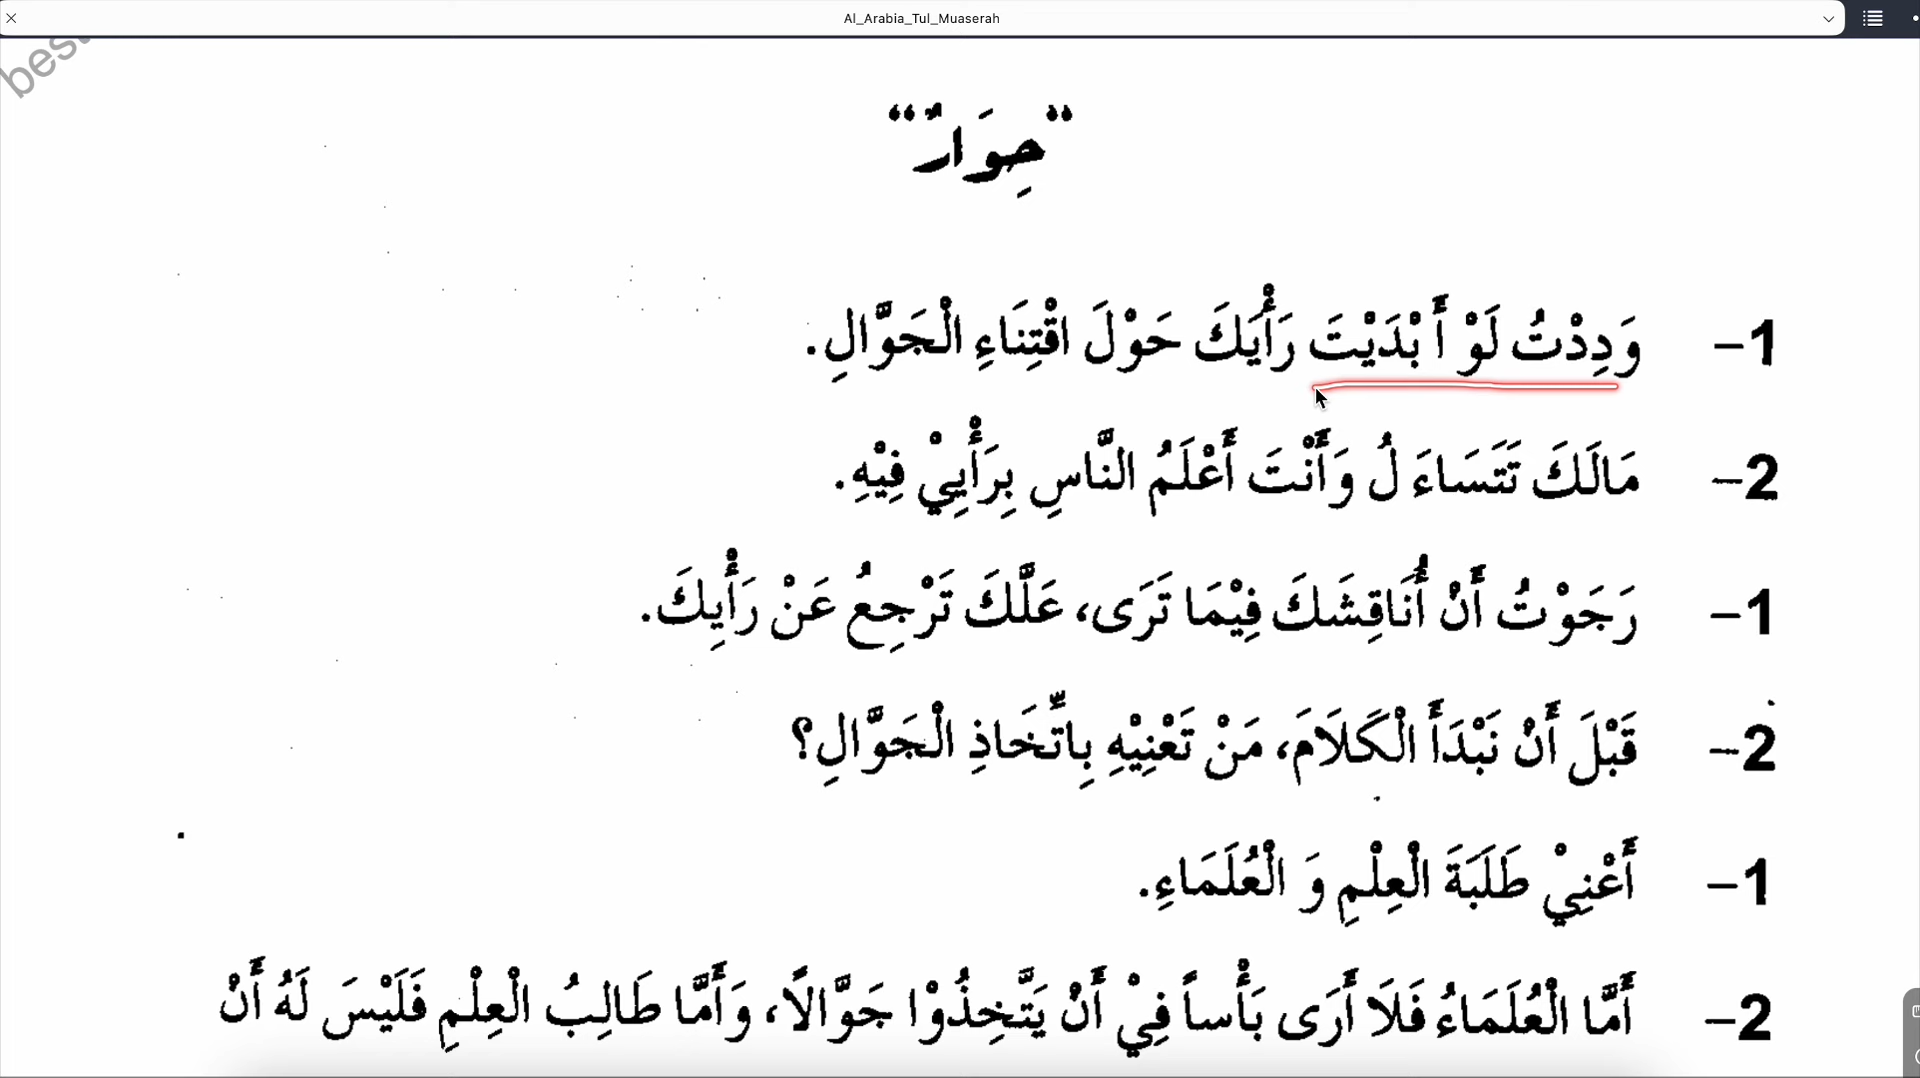 Al_Arabia_Tul_Muaserah
best
"حِوَارٌ"
1- وَدِدْتُ لَوْ أَبْدَيْتَ رَأْيَكَ حَوْلَ اقْتِنَاءِ الْجَوَّالِ.
2- مَالَكَ تَتَسَاءَلُ وَأَنْتَ أَعْلَمُ النَّاسِ بِرَأْيِيْ فِيْهِ.
1- رَجَوْتُ أَنْ أُنَاقِشَكَ فِيْمَا تَرَى، عَلَّكَ تَرْجِعُ عَنْ رَأْيِكَ.
2- قَبْلَ أَنْ نَبْدَأَ الْكَلَامَ، مَنْ تَعْنِيْهِ بِاتِّخَاذِ الْجَوَّالِ؟
1- أَعْنِيْ طَلَبَةَ الْعِلْمِ وَ الْعُلَمَاءِ.
2- أَمَّا الْعُلَمَاءُ فَلَا أَرَى بَأْساً فِيْ أَنْ يَتَّخِذُوْا جَوَّالاً، وَأَمَّا طَالِبُ الْعِلْمِ فَلَيْسَ لَهُ أَنْ